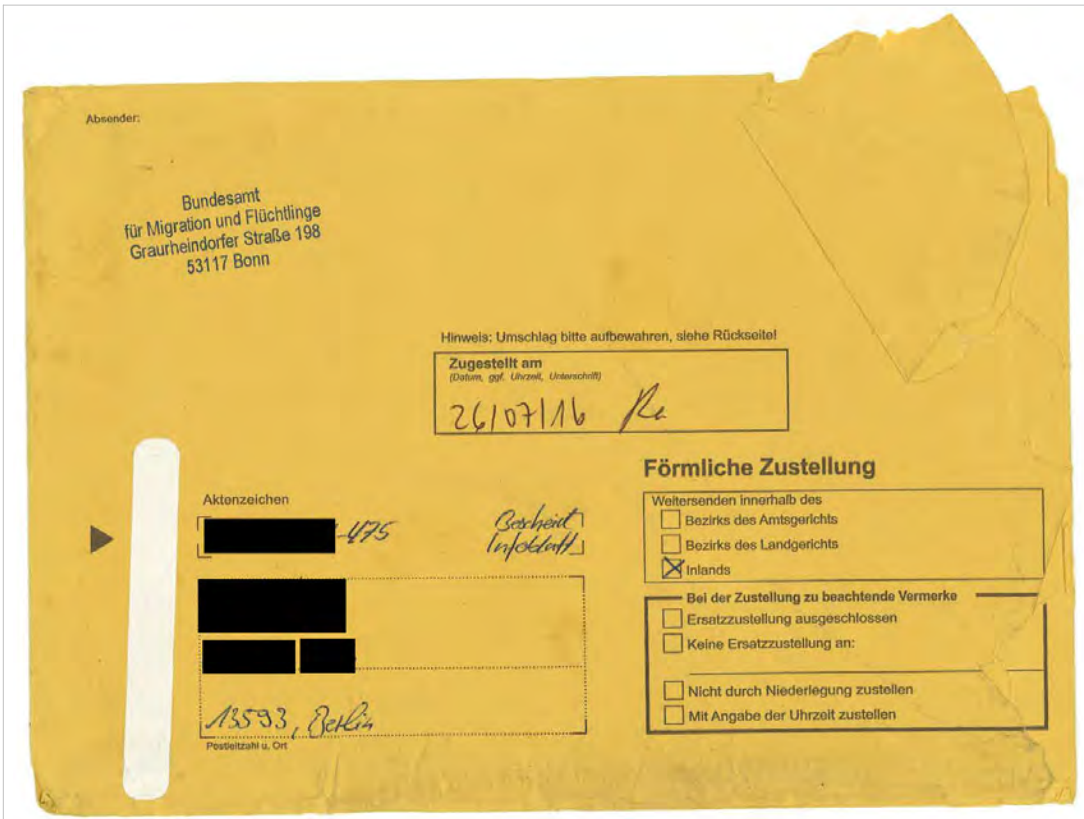 Absender:
Bundesamt
für Migration und Flüchtlinge
Graurheindorfer Straße 198
53117 Bonn
Hinweis: Umschlag bitte aufbewahren, siehe Rückseite!
Zugestellt am
(Datum, ggf. Uhrzeit, Unterschrift)
26/07/16
Förmliche Zustellung
Weitersenden innerhalb des
Bezirks des Amtsgerichts
Bezirks des Landgerichts
Inlands
Bei der Zustellung zu beachtende Vermerke
Ersatzzustellung ausgeschlossen
Keine Ersatzzustellung an:
Nicht durch Niederlegung zustellen
Mit Angabe der Uhrzeit zustellen
Aktenzeichen
-475
Bescheid
Infoblatt
13593, Berlin
Postleitzahl u. Ort